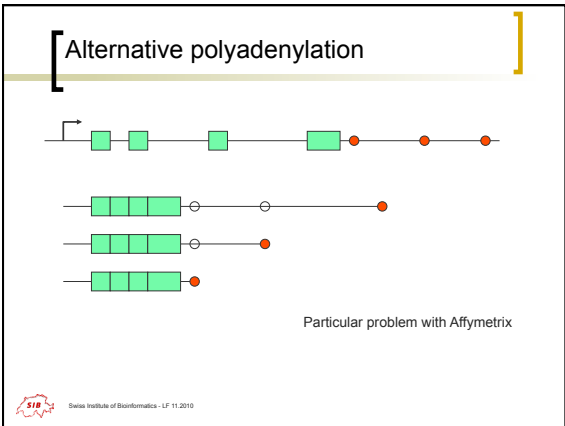 Alternative polyadenylation
Particular problem with Affymetrix
SIB
Swiss Institute of Bioinformatics - LF 11.2010